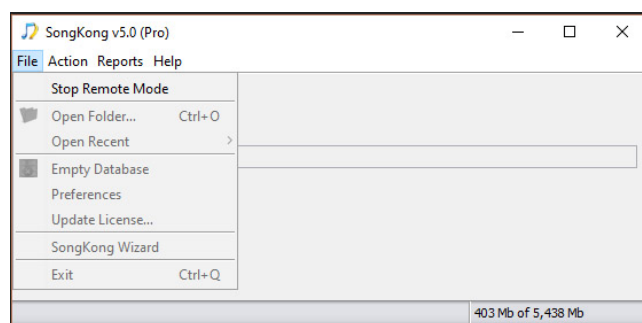 SongKong v5.0 (Pro)
File Action Reports Help
Stop Remote Mode
Open Folder... Ctrl+O
Open Recent
Empty Database
Preferences
Update License...
SongKong Wizard
Exit Ctrl+Q
403 Mb of 5,438 Mb